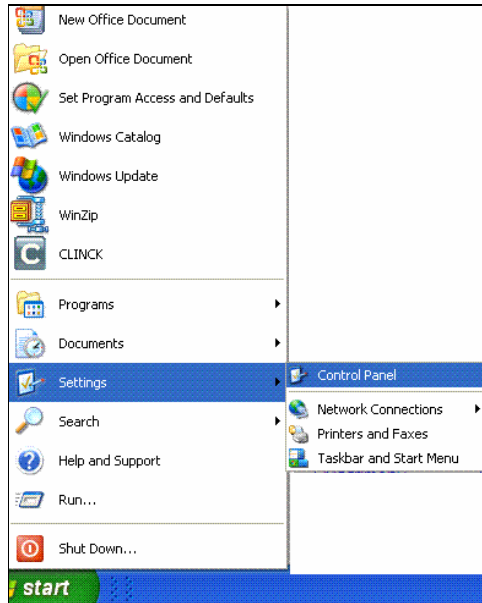 New Office Document
Open Office Document
Set Program Access and Defaults
Windows Catalog
Windows Update
WinZip
CLINCK
Programs
Documents
Settings
Control Panel
Search
Network Connections
Printers and Faxes
Help and Support
Taskbar and Start Menu
Run...
Shut Down...
start